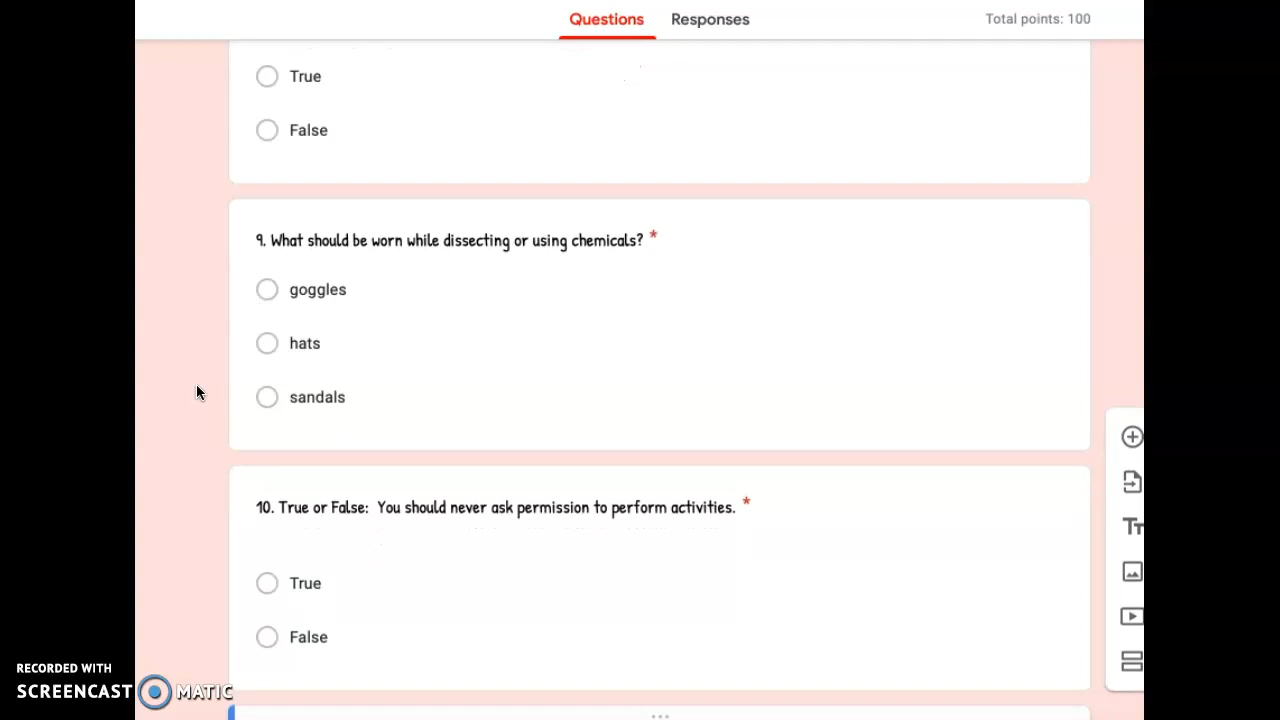 Questions Responses Total points: 100
True
False
9. What should be worn while dissecting or using chemicals? *
goggles
hats
sandals
10. True or False: You should never ask permission to perform activities. *
True
False
RECORDED WITH
SCREENCAST MATIC